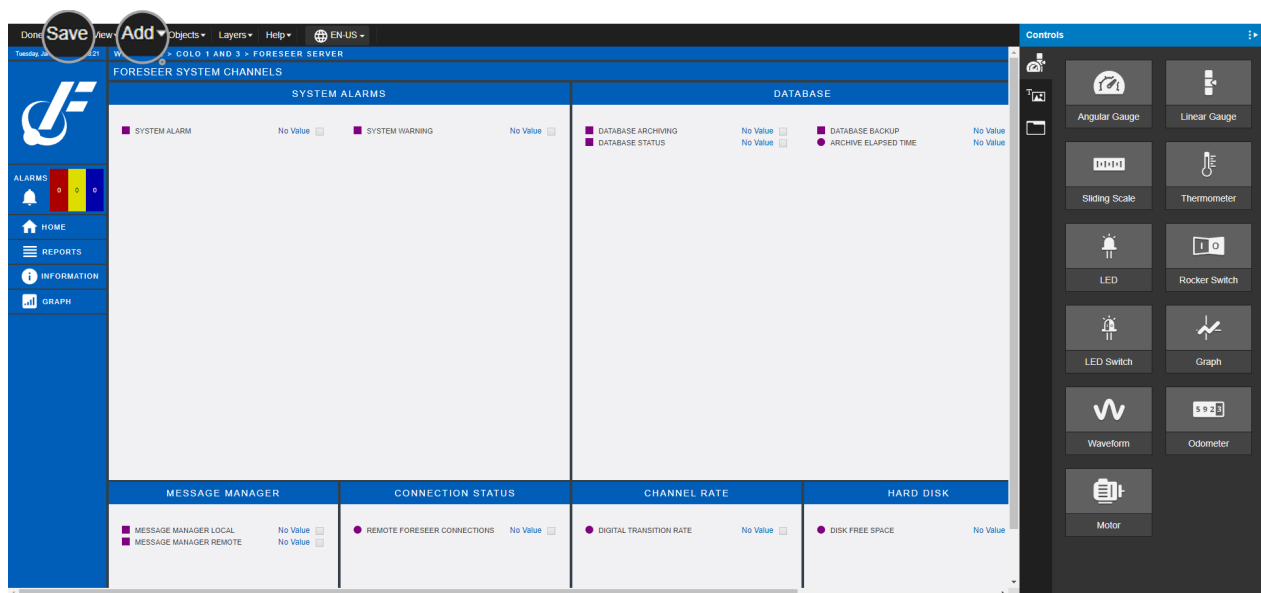 Done Save View Add Objects Layers Help EN-US
Controls
Tuesday, 21
> COLO 1 AND 3 > FORESEER SERVER
FORESEER SYSTEM CHANNELS
SYSTEM ALARMS
DATABASE
SYSTEM ALARM No Value
SYSTEM WARNING No Value
DATABASE ARCHIVING No Value
DATABASE BACKUP No Value
DATABASE STATUS No Value
ARCHIVE ELAPSED TIME No Value
ALARMS
0 0 0
HOME
REPORTS
INFORMATION
GRAPH
MESSAGE MANAGER
CONNECTION STATUS
CHANNEL RATE
HARD DISK
MESSAGE MANAGER LOCAL No Value
MESSAGE MANAGER REMOTE No Value
REMOTE FORESEER CONNECTIONS No Value
DIGITAL TRANSITION RATE No Value
DISK FREE SPACE No Value
Angular Gauge
Linear Gauge
Sliding Scale
Thermometer
LED
I O
Rocker Switch
LED Switch
Graph
Waveform
5 9 2 3
Odometer
Motor